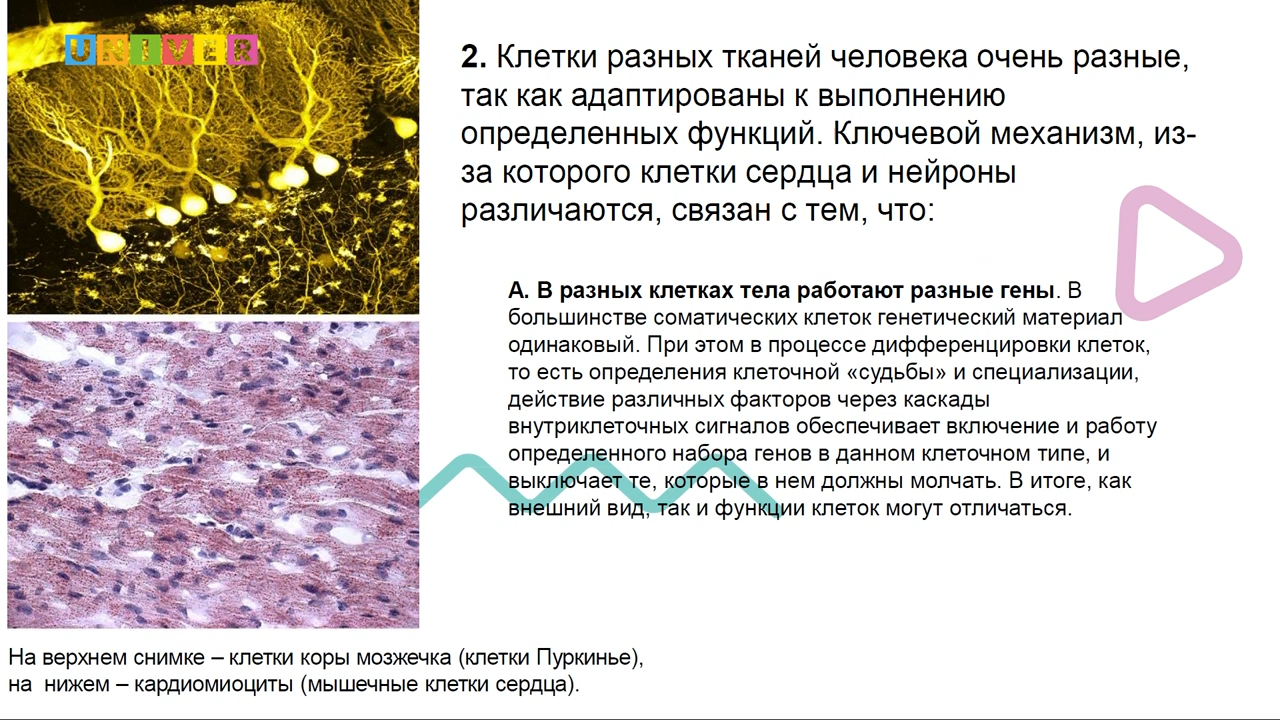 UNIVER
2. Клетки разных тканей человека очень разные,
так как адаптированы к выполнению
определенных функций. Ключевой механизм, из-
за которого клетки сердца и нейроны
различаются, связан с тем, что:
А. В разных клетках тела работают разные гены. В
большинстве соматических клеток генетический материал
одинаковый. При этом в процессе дифференцировки клеток,
то есть определения клеточной «судьбы» и специализации,
действие различных факторов через каскады
внутриклеточных сигналов обеспечивает включение и работу
определенного набора генов в данном клеточном типе, и
выключает те, которые в нем должны молчать. В итоге, как
внешний вид, так и функции клеток могут отличаться.
На верхнем снимке – клетки коры мозжечка (клетки Пуркинье),
на нижем – кардиомиоциты (мышечные клетки сердца).